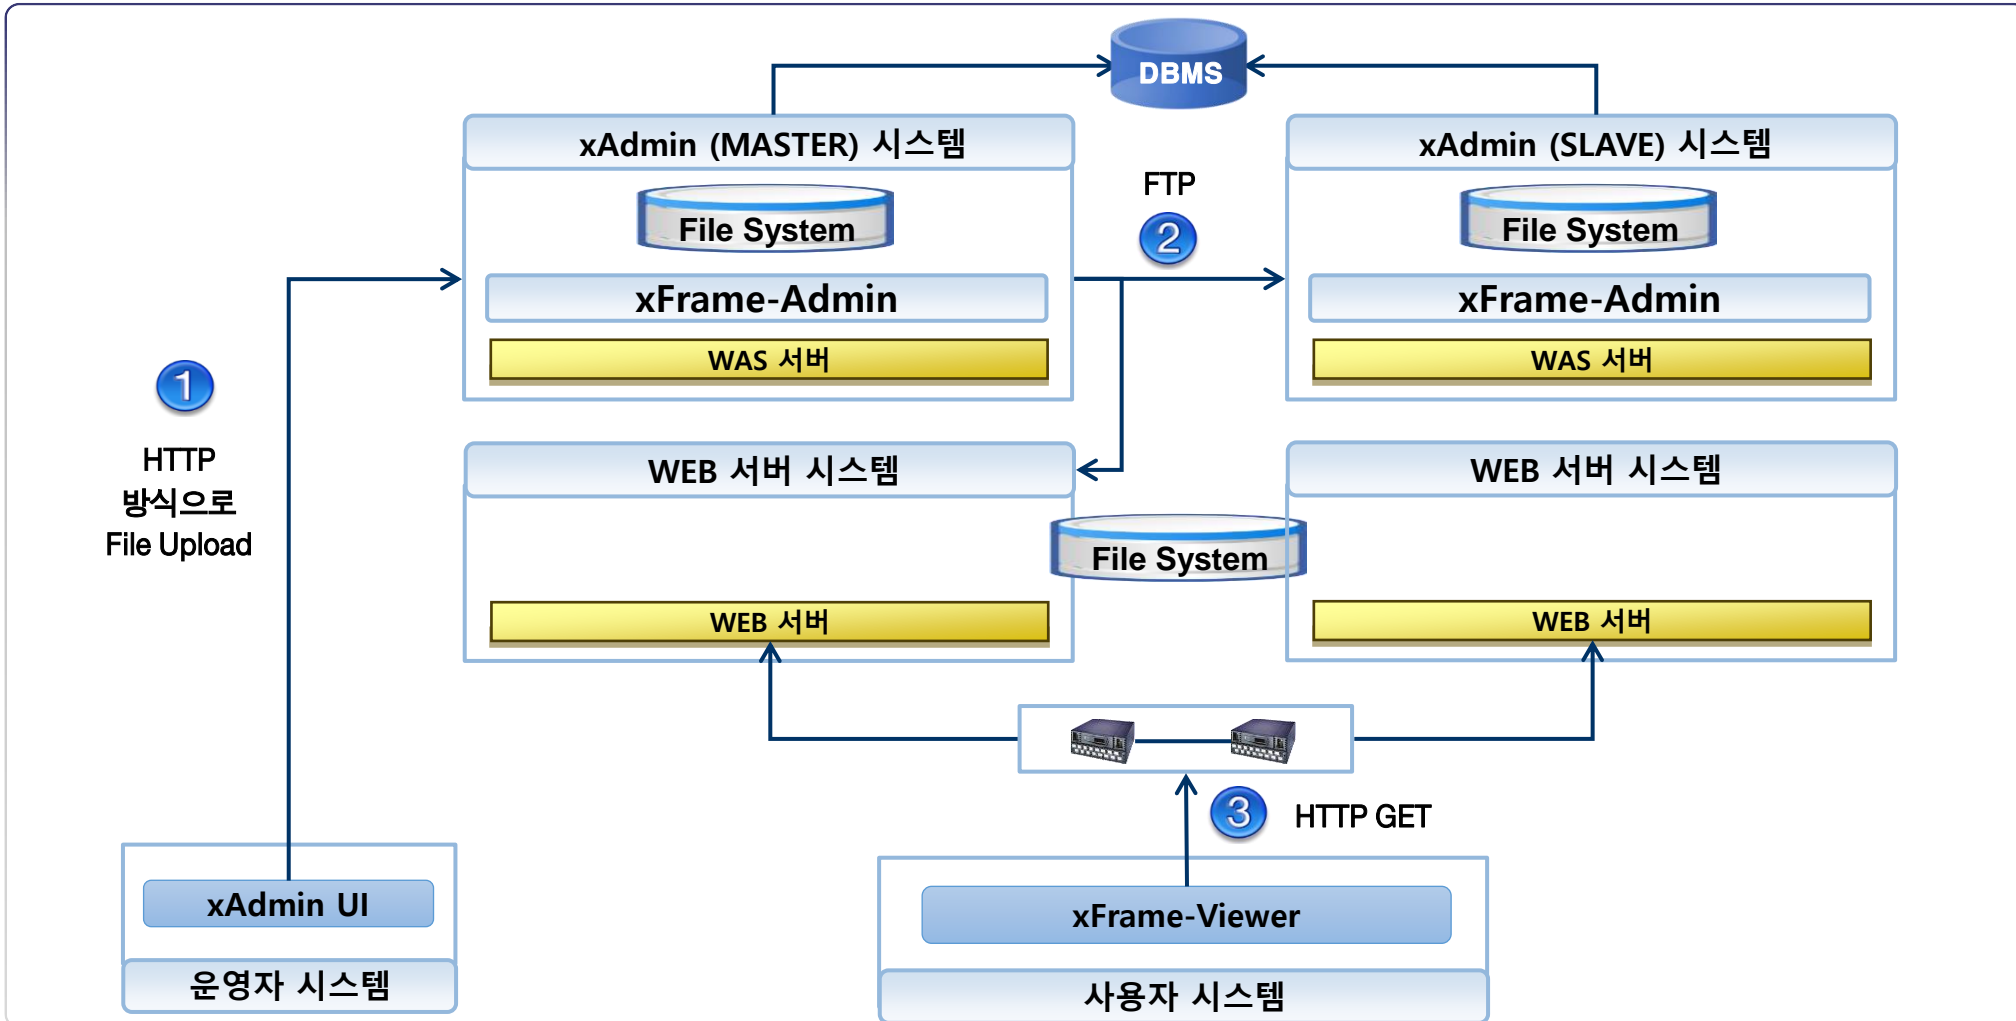 DBMS
xAdmin (MASTER) 시스템
xAdmin (SLAVE) 시스템
FTP
2
File System
File System
xFrame-Admin
xFrame-Admin
WAS 서버
WAS 서버
1
HTTP
방식으로
File Upload
WEB 서버 시스템
WEB 서버 시스템
File System
WEB 서버
WEB 서버
3
HTTP GET
xAdmin UI
운영자 시스템
xFrame-Viewer
사용자 시스템